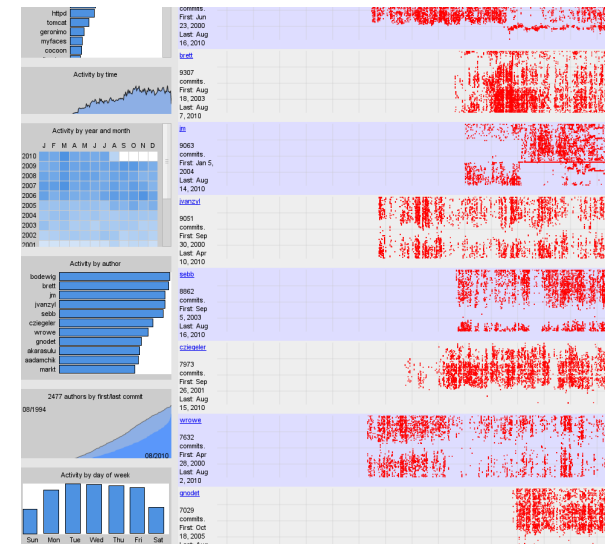 httpd
tomcat
geronimo
myfaces
cocoon
Activity by time
Activity by year and month
J F M A M J J A S O N D
2010
2009
2008
2007
2006
2005
2004
2003
2002
2001
Activity by author
bodewig
brett
jm
jvanzyl
sebb
cziegeler
wrowe
gnodet
akarasulu
aadamchik
markt
2477 authors by first/last commit
08/1994
08/2010
Activity by day of week
Sun Mon Tue Wed Thu Fri Sat
commits.
First: Jun
23, 2000
Last: Aug
16, 2010
brett
9307
commits.
First: Aug
18, 2003
Last: Aug
7, 2010
jm
9063
commits.
First: Jan 5,
2004
Last: Aug
14, 2010
jvanzyl
9051
commits.
First: Sep
30, 2000
Last: Apr
10, 2010
sebb
8862
commits.
First: Sep
5, 2003
Last: Aug
16, 2010
cziegeler
7973
commits.
First: Sep
26, 2001
Last: Aug
15, 2010
wrowe
7632
commits.
First: Apr
28, 2000
Last: Aug
2, 2010
gnodet
7029
commits.
First: Oct
18, 2005